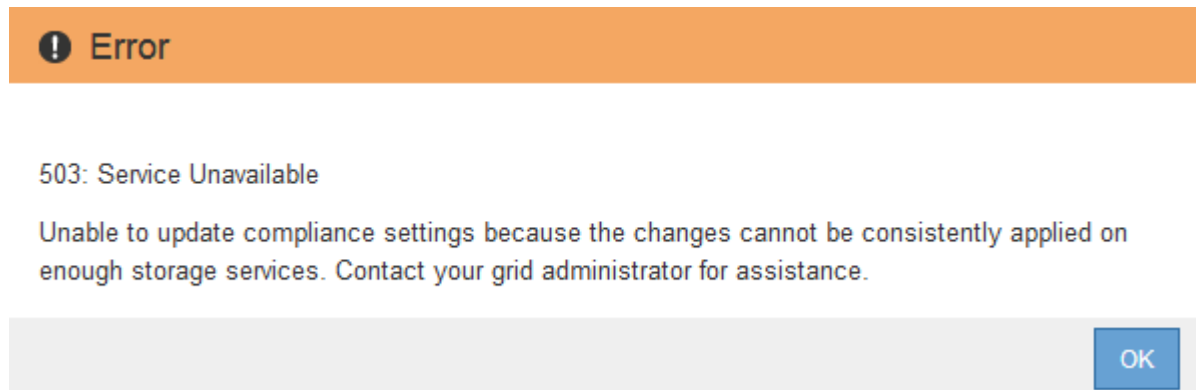 Error
503: Service Unavailable
Unable to update compliance settings because the changes cannot be consistently applied on
enough storage services. Contact your grid administrator for assistance.
OK